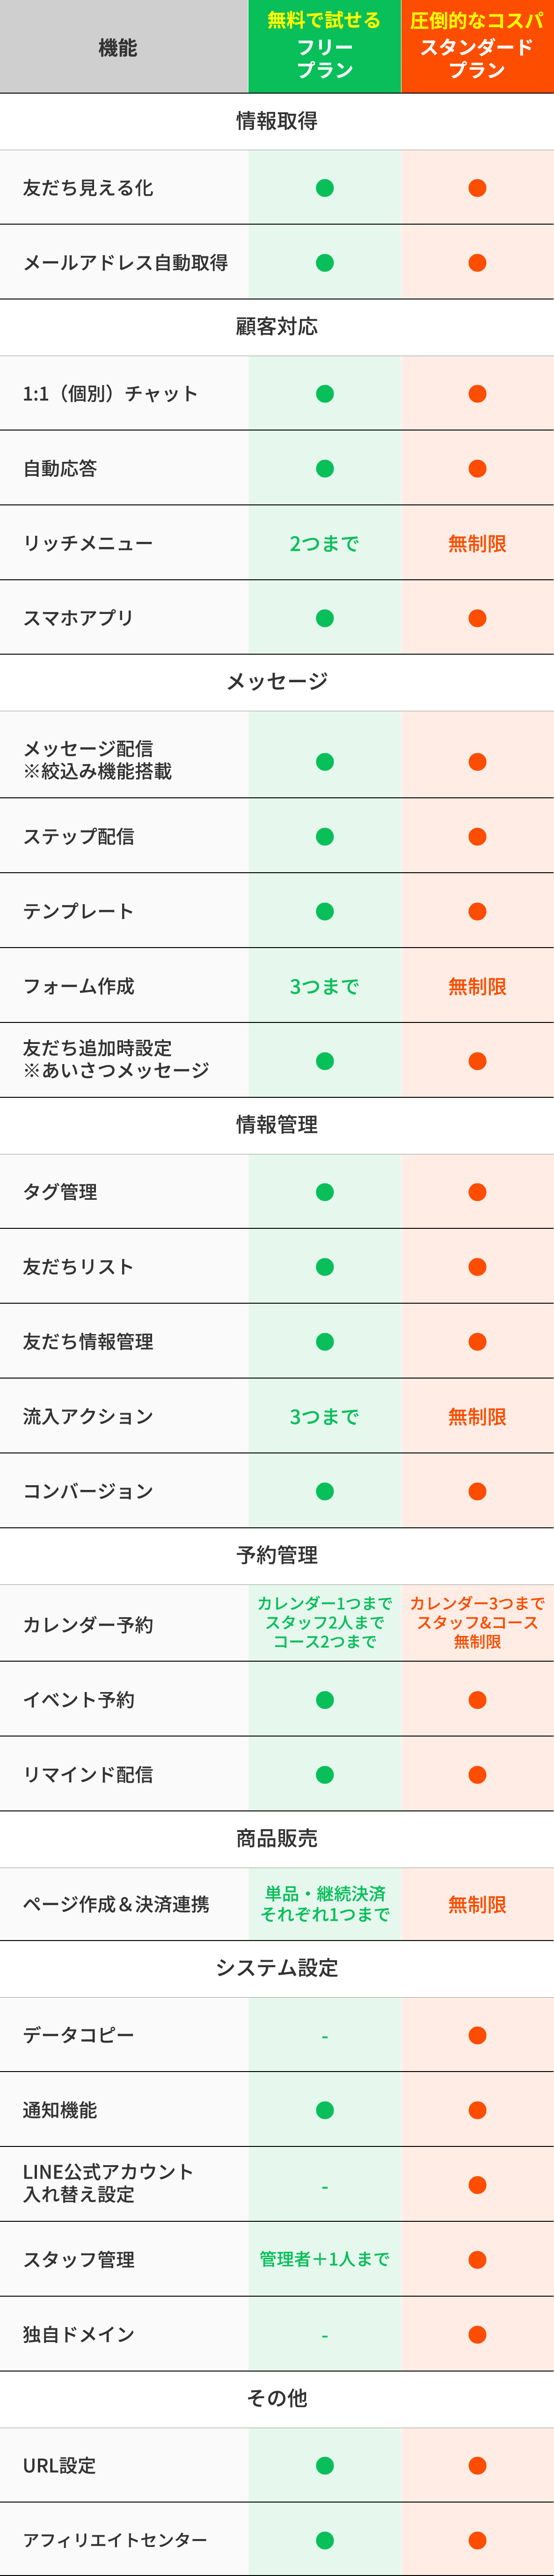 機能
無料で試せる
フリー
プラン
圧倒的なコスパ
スタンダード
プラン
情報取得
友だち見える化 ● ●
メールアドレス自動取得 ● ●
顧客対応
1:1（個別）チャット ● ●
自動応答 ● ●
リッチメニュー 2つまで 無制限
スマホアプリ ● ●
メッセージ
メッセージ配信
※絞込み機能搭載
● ●
ステップ配信 ● ●
テンプレート ● ●
フォーム作成 3つまで 無制限
友だち追加時設定
※あいさつメッセージ
● ●
情報管理
タグ管理 ● ●
友だちリスト ● ●
友だち情報管理 ● ●
流入アクション 3つまで 無制限
コンバージョン ● ●
予約管理
カレンダー予約
カレンダー1つまで
スタッフ2人まで
コース2つまで
カレンダー3つまで
スタッフ&コース
無制限
イベント予約 ● ●
リマインド配信 ● ●
商品販売
ページ作成＆決済連携
単品・継続決済
それぞれ1つまで
無制限
システム設定
データコピー - ●
通知機能 ● ●
LINE公式アカウント
入れ替え設定
- ●
スタッフ管理 管理者＋1人まで ●
独自ドメイン - ●
その他
URL設定 ● ●
アフィリエイトセンター ● ●